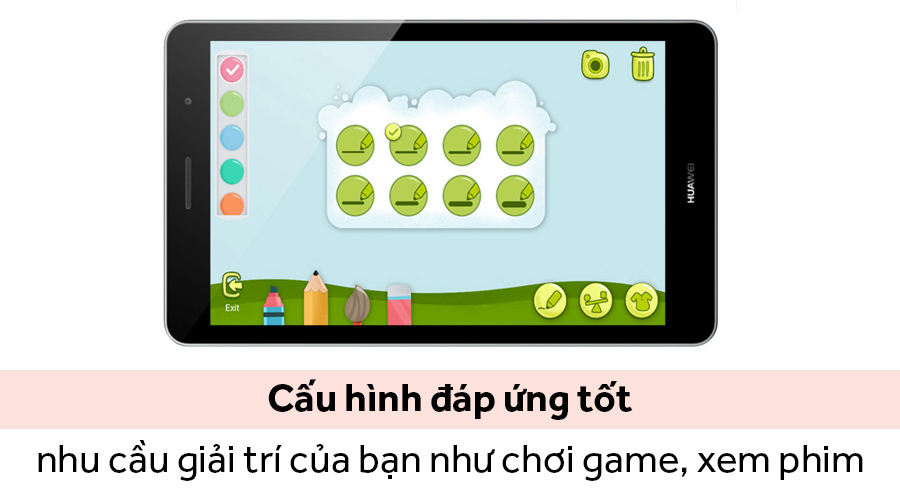 Exit
HUAWEI
Cấu hình đáp ứng tốt
nhu cầu giải trí của bạn như chơi game, xem phim